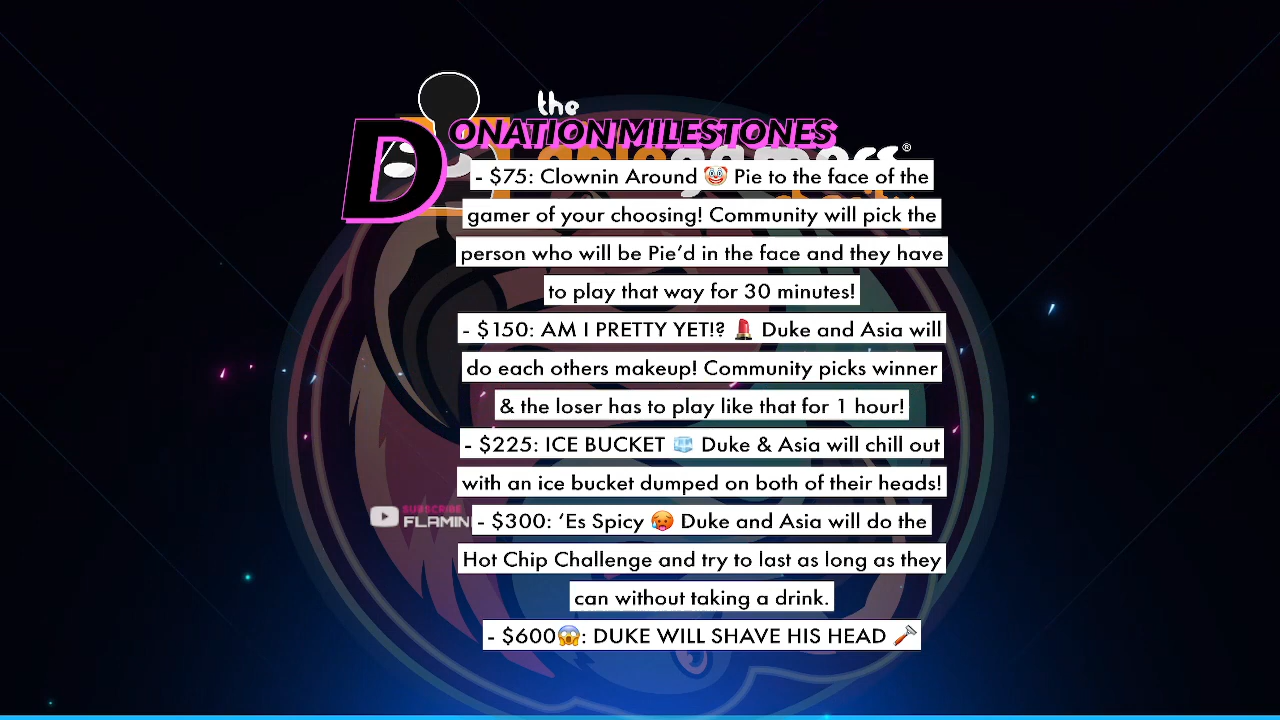 the
DONATION MILESTONES
- $75: Clownin Around 🤡 Pie to the face of the
gamer of your choosing! Community will pick the
person who will be Pie’d in the face and they have
to play that way for 30 minutes!
- $150: AM I PRETTY YET!? 💄 Duke and Asia will
do each others makeup! Community picks winner
& the loser has to play like that for 1 hour!
- $225: ICE BUCKET 🧊 Duke & Asia will chill out
with an ice bucket dumped on both of their heads!
SUBSCRIBE
- $300: ‘Es Spicy 🥵 Duke and Asia will do the
Hot Chip Challenge and try to last as long as they
can without taking a drink.
- $600😱: DUKE WILL SHAVE HIS HEAD 🪒